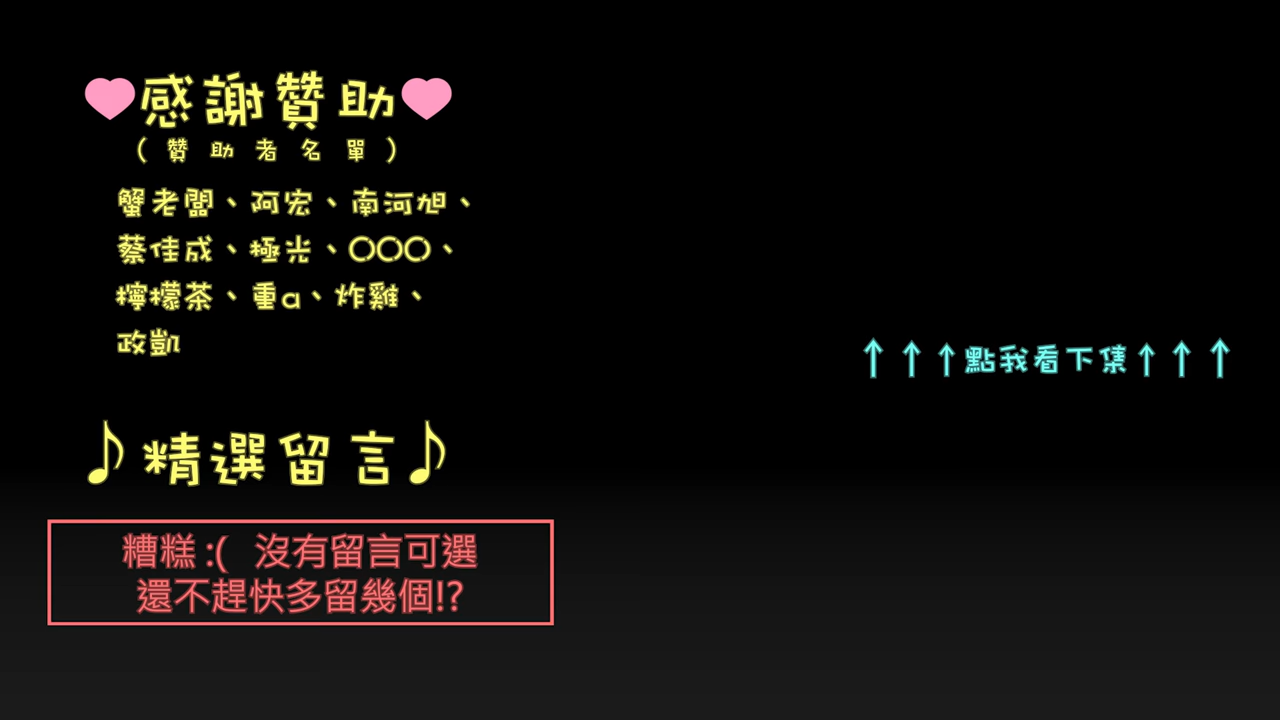 感謝贊助
(贊助者名單)
蟹老闆、阿宏、南河旭、
蔡佳成、極光、OOO、
檸檬茶、重a、炸雞、
政凱
↑↑↑點我看下集↑↑↑
♪精選留言♪
糟糕 :( 沒有留言可選
還不趕快多留幾個!?